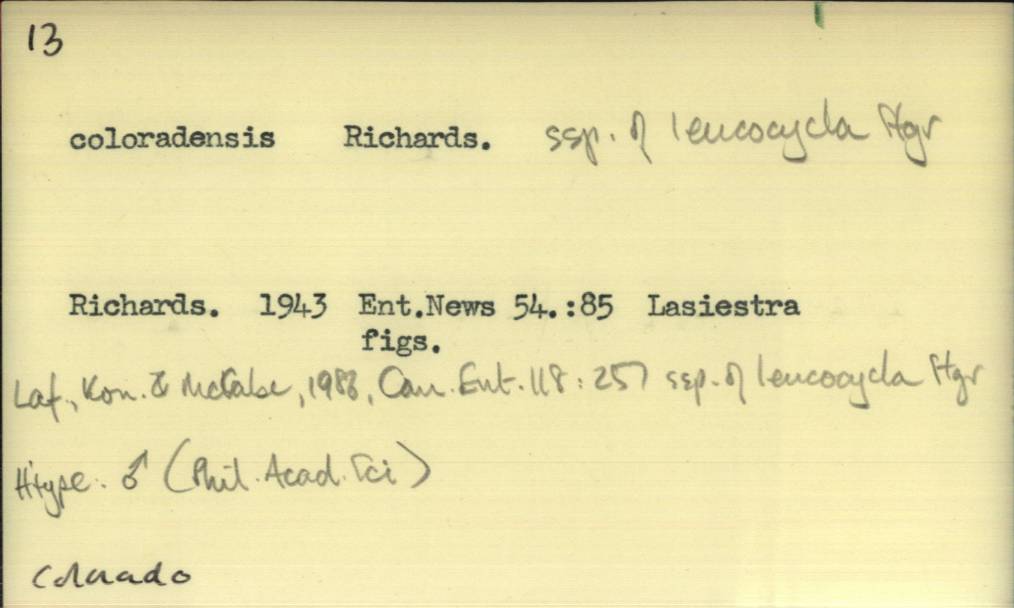 13
coloradensis Richards. ssp. of leucocycla Stgr
Richards. 1943 Ent.News 54.:85 Lasiestra
figs.
Laf., Kon. & McCabe, 1986, Can. Ent. 118: 257 ssp. of leucocycla Stgr
Htype. ♂ (Phil. Acad. Sci)
Colorado